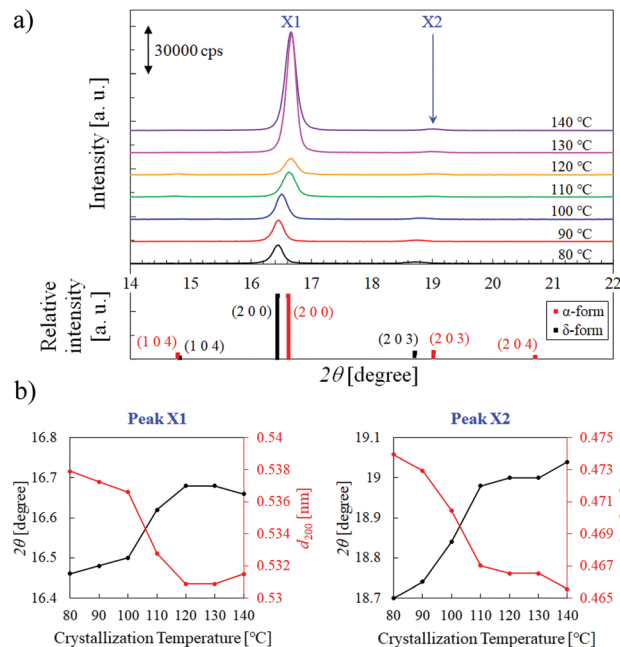 a)
X1
X2
30000 cps
Intensity [a. u.]
140 ℃
130 ℃
120 ℃
110 ℃
100 ℃
90 ℃
80 ℃
14 15 16 17 18 19 20 21 22
Relative
intensity
[a. u.]
(1 0 4)
(1 0 4)
(2 0 0)
(2 0 0)
(2 0 3)
(2 0 3)
(2 0 4)
α-form
δ-form
2θ [degree]
b)
Peak X1
16.8
16.7
16.6
16.5
16.4
2θ [degree]
0.54
0.538
0.536
0.534
0.532
0.53
d200 [nm]
80 90 100 110 120 130 140
Crystallization Temperature [℃]
Peak X2
19.1
19
18.9
18.8
18.7
2θ [degree]
0.475
0.473
0.471
0.469
0.467
0.465
80 90 100 110 120 130 140
Crystallization Temperature [℃]